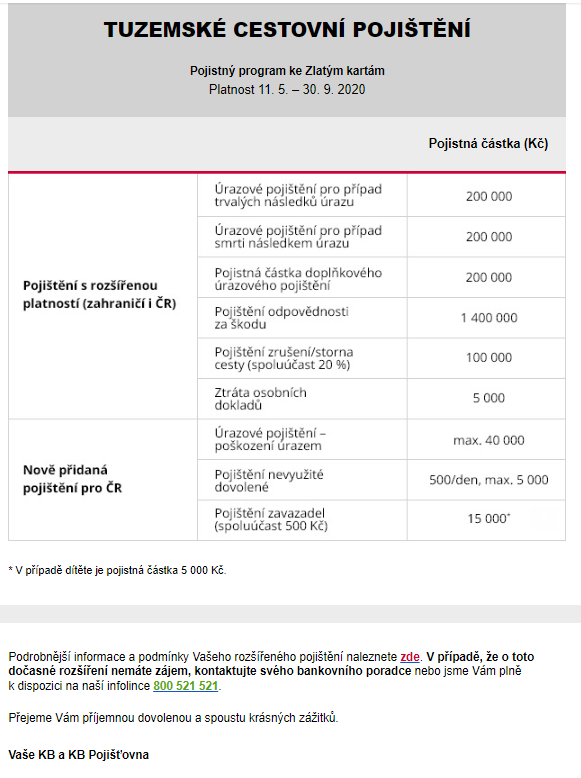 TUZEMSKÉ CESTOVNÍ POJIŠTĚNÍ
Pojistný program ke Zlatým kartám
Platnost 11. 5. – 30. 9. 2020
Pojistná částka (Kč)
Pojištění s rozšířenou
platností (zahraničí i ČR)
Úrazové pojištění pro případ
trvalých následků úrazu
200 000
Úrazové pojištění pro případ
smrti následkem úrazu
200 000
Pojistná částka doplňkového
úrazového pojištění
200 000
Pojištění odpovědnosti
za škodu
1 400 000
Pojištění zrušení/storna
cesty (spoluúčast 20 %)
100 000
Ztráta osobních
dokladů
5 000
Nově přidaná
pojištění pro ČR
Úrazové pojištění –
poškození úrazem
max. 40 000
Pojištění nevyužité
dovolené
500/den, max. 5 000
Pojištění zavazadel
(spoluúčast 500 Kč)
15 000*
* V případě dítěte je pojistná částka 5 000 Kč.
Podrobnější informace a podmínky Vašeho rozšířeného pojištění naleznete zde. V případě, že o toto
dočasné rozšíření nemáte zájem, kontaktujte svého bankovního poradce nebo jsme Vám plně
k dispozici na naší infolince 800 521 521.
Přejeme Vám příjemnou dovolenou a spoustu krásných zážitků.
Vaše KB a KB Pojišťovna